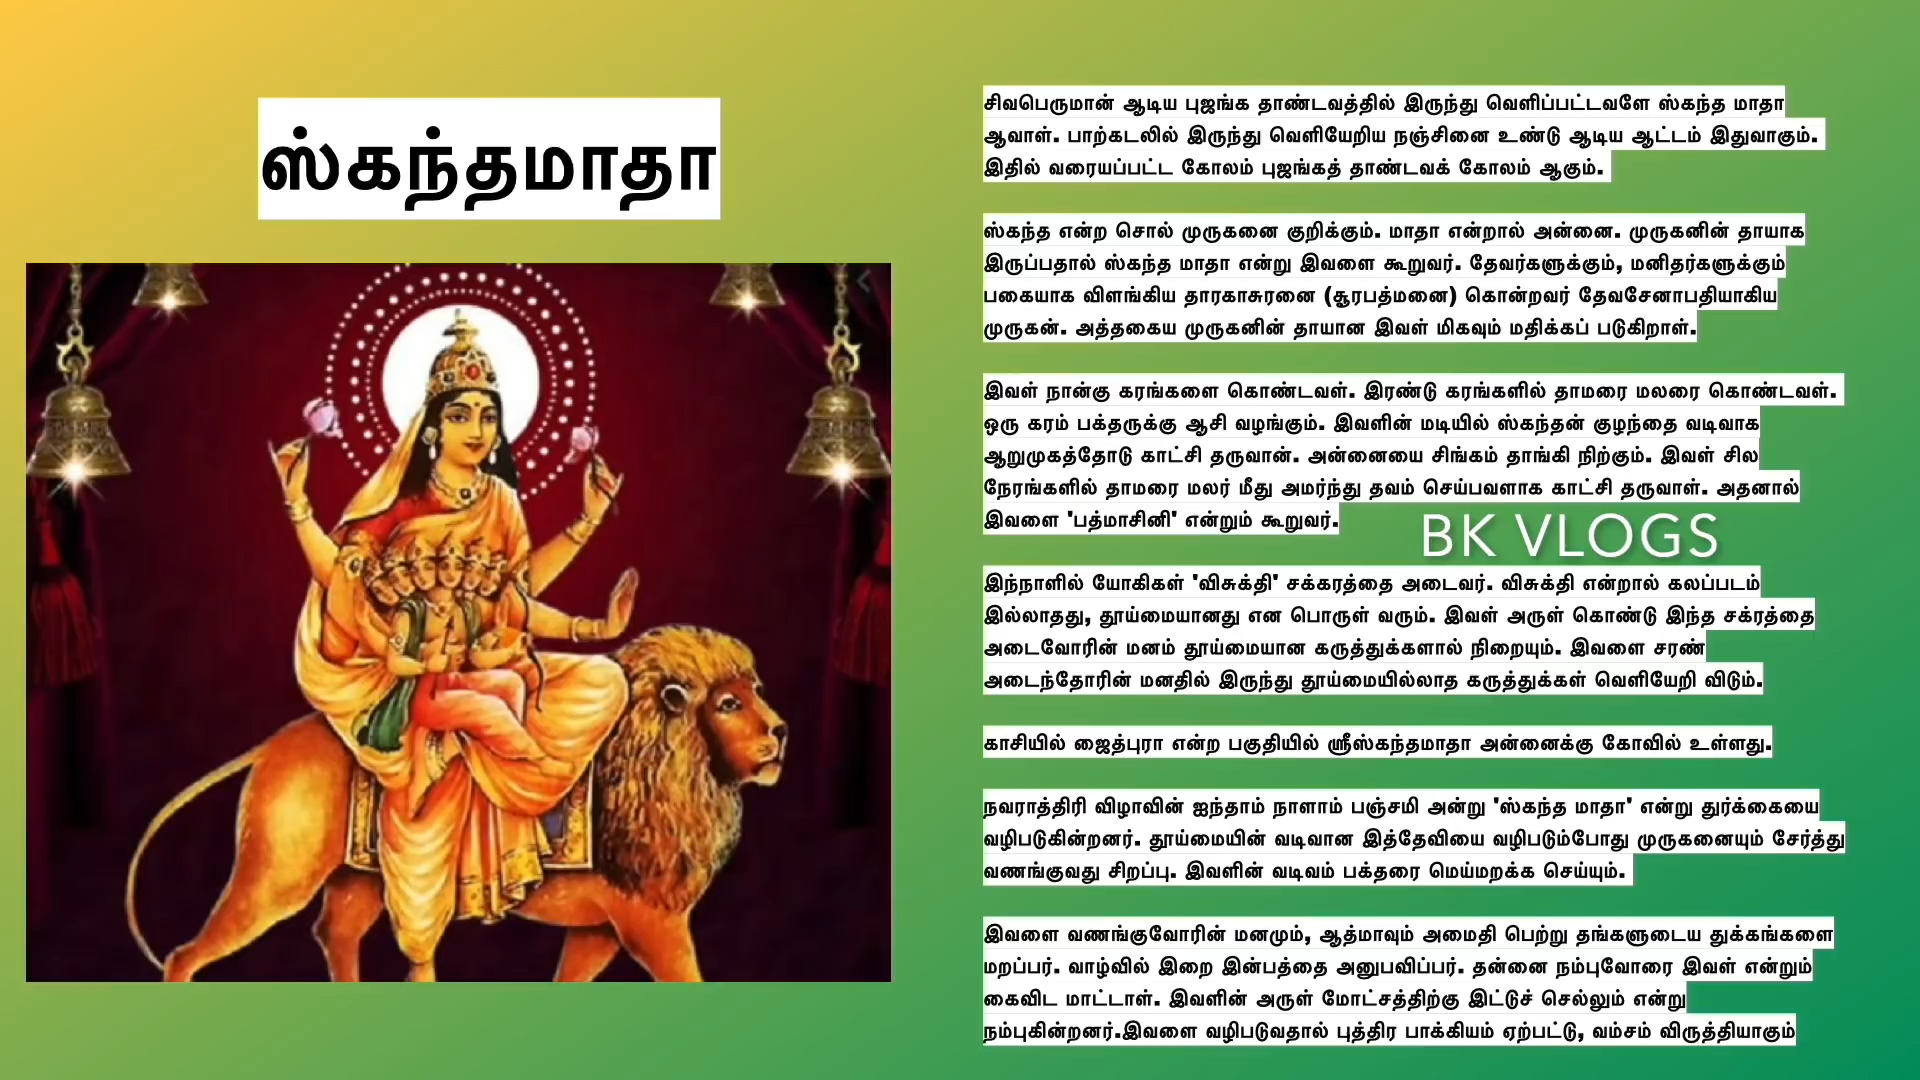 ஸ்கந்தமாதா
சிவபெருமான் ஆடிய புஜங்க தாண்டவத்தில் இருந்து வெளிப்பட்டவளே ஸ்கந்த மாதா
ஆவாள். பாற்கடலில் இருந்து வெளியேறிய நஞ்சினை உண்டு ஆடிய ஆட்டம் இதுவாகும்.
இதில் வரையப்பட்ட கோலம் புஜங்கத் தாண்டவக் கோலம் ஆகும்.
ஸ்கந்த என்ற சொல் முருகனை குறிக்கும். மாதா என்றால் அன்னை. முருகனின் தாயாக
இருப்பதால் ஸ்கந்த மாதா என்று இவளை கூறுவர். தேவர்களுக்கும், மனிதர்களுக்கும்
பகையாக விளங்கிய தாரகாசுரனை (சூரபத்மனை) கொன்றவர் தேவசேனாபதியாகிய
முருகன். அத்தகைய முருகனின் தாயான இவள் மிகவும் மதிக்கப் படுகிறாள்.
இவள் நான்கு கரங்களை கொண்டவள். இரண்டு கரங்களில் தாமரை மலரை கொண்டவள்.
ஒரு கரம் பக்தருக்கு ஆசி வழங்கும். இவளின் மடியில் ஸ்கந்தன் குழந்தை வடிவாக
ஆறுமுகத்தோடு காட்சி தருவான். அன்னையை சிங்கம் தாங்கி நிற்கும். இவள் சில
நேரங்களில் தாமரை மலர் மீது அமர்ந்து தவம் செய்பவளாக காட்சி தருவாள். அதனால்
இவளை 'பத்மாசினி' என்றும் கூறுவர்.
BK VLOGS
இந்நாளில் யோகிகள் 'விசுக்தி' சக்கரத்தை அடைவர். விசுக்தி என்றால் கலப்படம்
இல்லாதது, தூய்மையானது என பொருள் வரும். இவள் அருள் கொண்டு இந்த சக்ரத்தை
அடைவோரின் மனம் தூய்மையான கருத்துக்களால் நிறையும். இவளை சரண்
அடைந்தோரின் மனதில் இருந்து தூய்மையில்லாத கருத்துக்கள் வெளியேறி விடும்.
காசியில் ஜைத்புரா என்ற பகுதியில் ஸ்ரீஸ்கந்தமாதா அன்னைக்கு கோவில் உள்ளது.
நவராத்திரி விழாவின் ஐந்தாம் நாளாம் பஞ்சமி அன்று 'ஸ்கந்த மாதா' என்று துர்க்கையை
வழிபடுகின்றனர். தூய்மையின் வடிவான இத்தேவியை வழிபடும்போது முருகனையும் சேர்த்து
வணங்குவது சிறப்பு. இவளின் வடிவம் பக்தரை மெய்மறக்க செய்யும்.
இவளை வணங்குவோரின் மனமும், ஆத்மாவும் அமைதி பெற்று தங்களுடைய துக்கங்களை
மறப்பர். வாழ்வில் இறை இன்பத்தை அனுபவிப்பர். தன்னை நம்புவோரை இவள் என்றும்
கைவிட மாட்டாள். இவளின் அருள் மோட்சத்திற்கு இட்டுச் செல்லும் என்று
நம்புகின்றனர்.இவளை வழிபடுவதால் புத்திர பாக்கியம் ஏற்பட்டு, வம்சம் விருத்தியாகும்